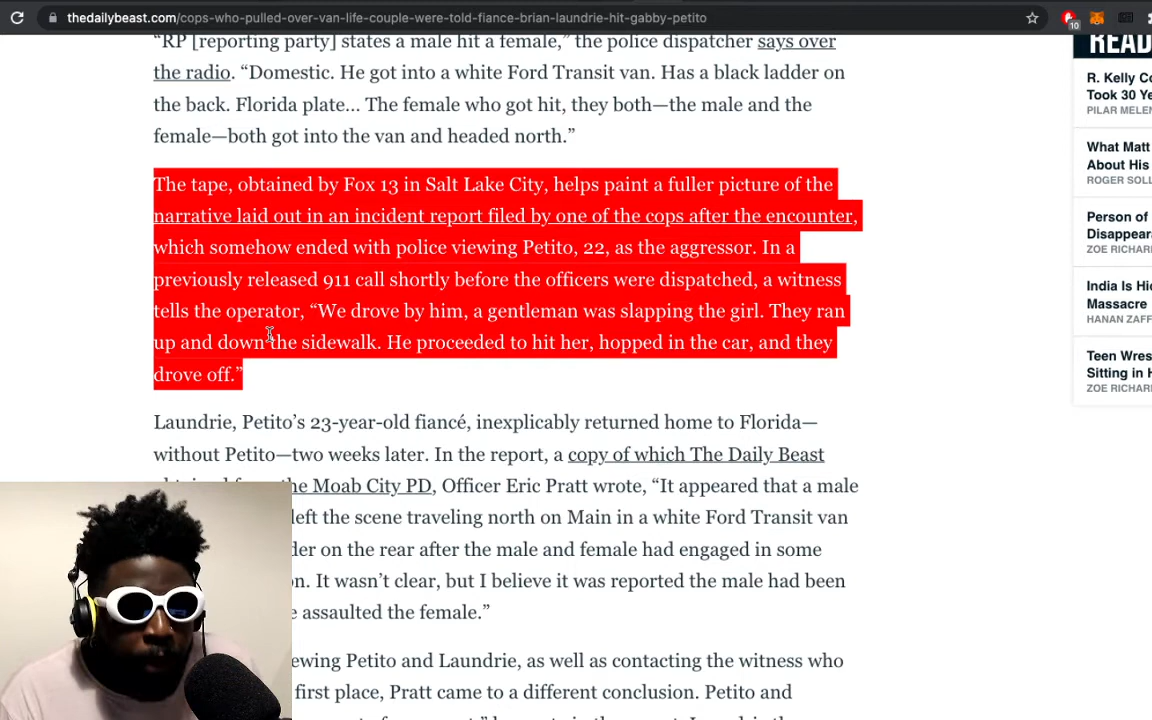 thedailybeast.com/cops-who-pulled-over-van-life-couple-were-told-fiance-brian-laundrie-hit-gabby-petito
10
“RP [reporting party] states a male hit a female,” the police dispatcher says over
the radio. “Domestic. He got into a white Ford Transit van. Has a black ladder on
the back. Florida plate… The female who got hit, they both—the male and the
female—both got into the van and headed north.”
The tape, obtained by Fox 13 in Salt Lake City, helps paint a fuller picture of the
narrative laid out in an incident report filed by one of the cops after the encounter,
which somehow ended with police viewing Petito, 22, as the aggressor. In a
previously released 911 call shortly before the officers were dispatched, a witness
tells the operator, “We drove by him, a gentleman was slapping the girl. They ran
up and down the sidewalk. He proceeded to hit her, hopped in the car, and they
drove off.”
Laundrie, Petito’s 23-year-old fiancé, inexplicably returned home to Florida—
without Petito—two weeks later. In the report, a copy of which The Daily Beast
the Moab City PD, Officer Eric Pratt wrote, “It appeared that a male
left the scene traveling north on Main in a white Ford Transit van
on the rear after the male and female had engaged in some
It wasn’t clear, but I believe it was reported the male had been
assaulted the female.”
Petito and Laundrie, as well as contacting the witness who
first place, Pratt came to a different conclusion. Petito and
READ
R. Kelly
Took 30
PILAR
What Matt
About His
ROGER
Person of
Disappear
ZOE
India Is
Massacre
HANAN
Teen
Sitting in
ZOE